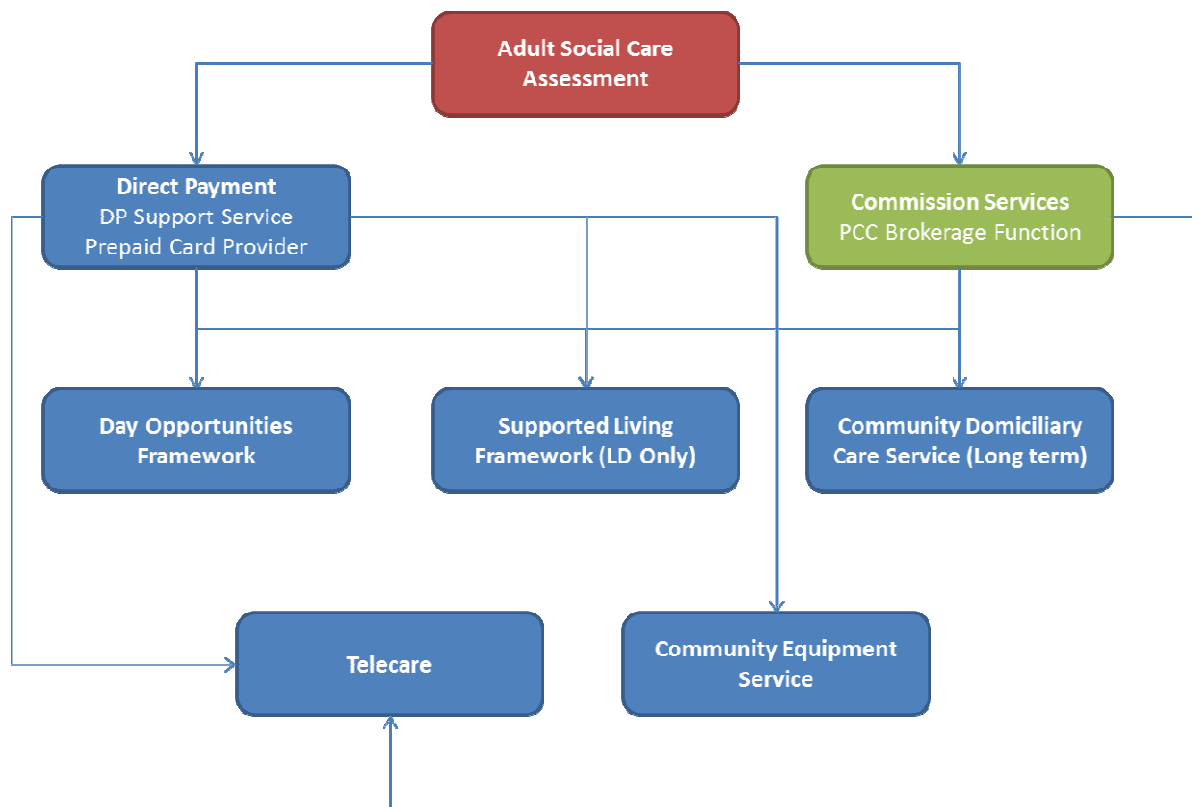 Adult Social Care
Assessment
Direct Payment
DP Support Service
Prepaid Card Provider
Commission Services
PCC Brokerage Function
Day Opportunities
Framework
Supported Living
Framework (LD Only)
Community Domiciliary
Care Service (Long term)
Telecare
Community Equipment
Service